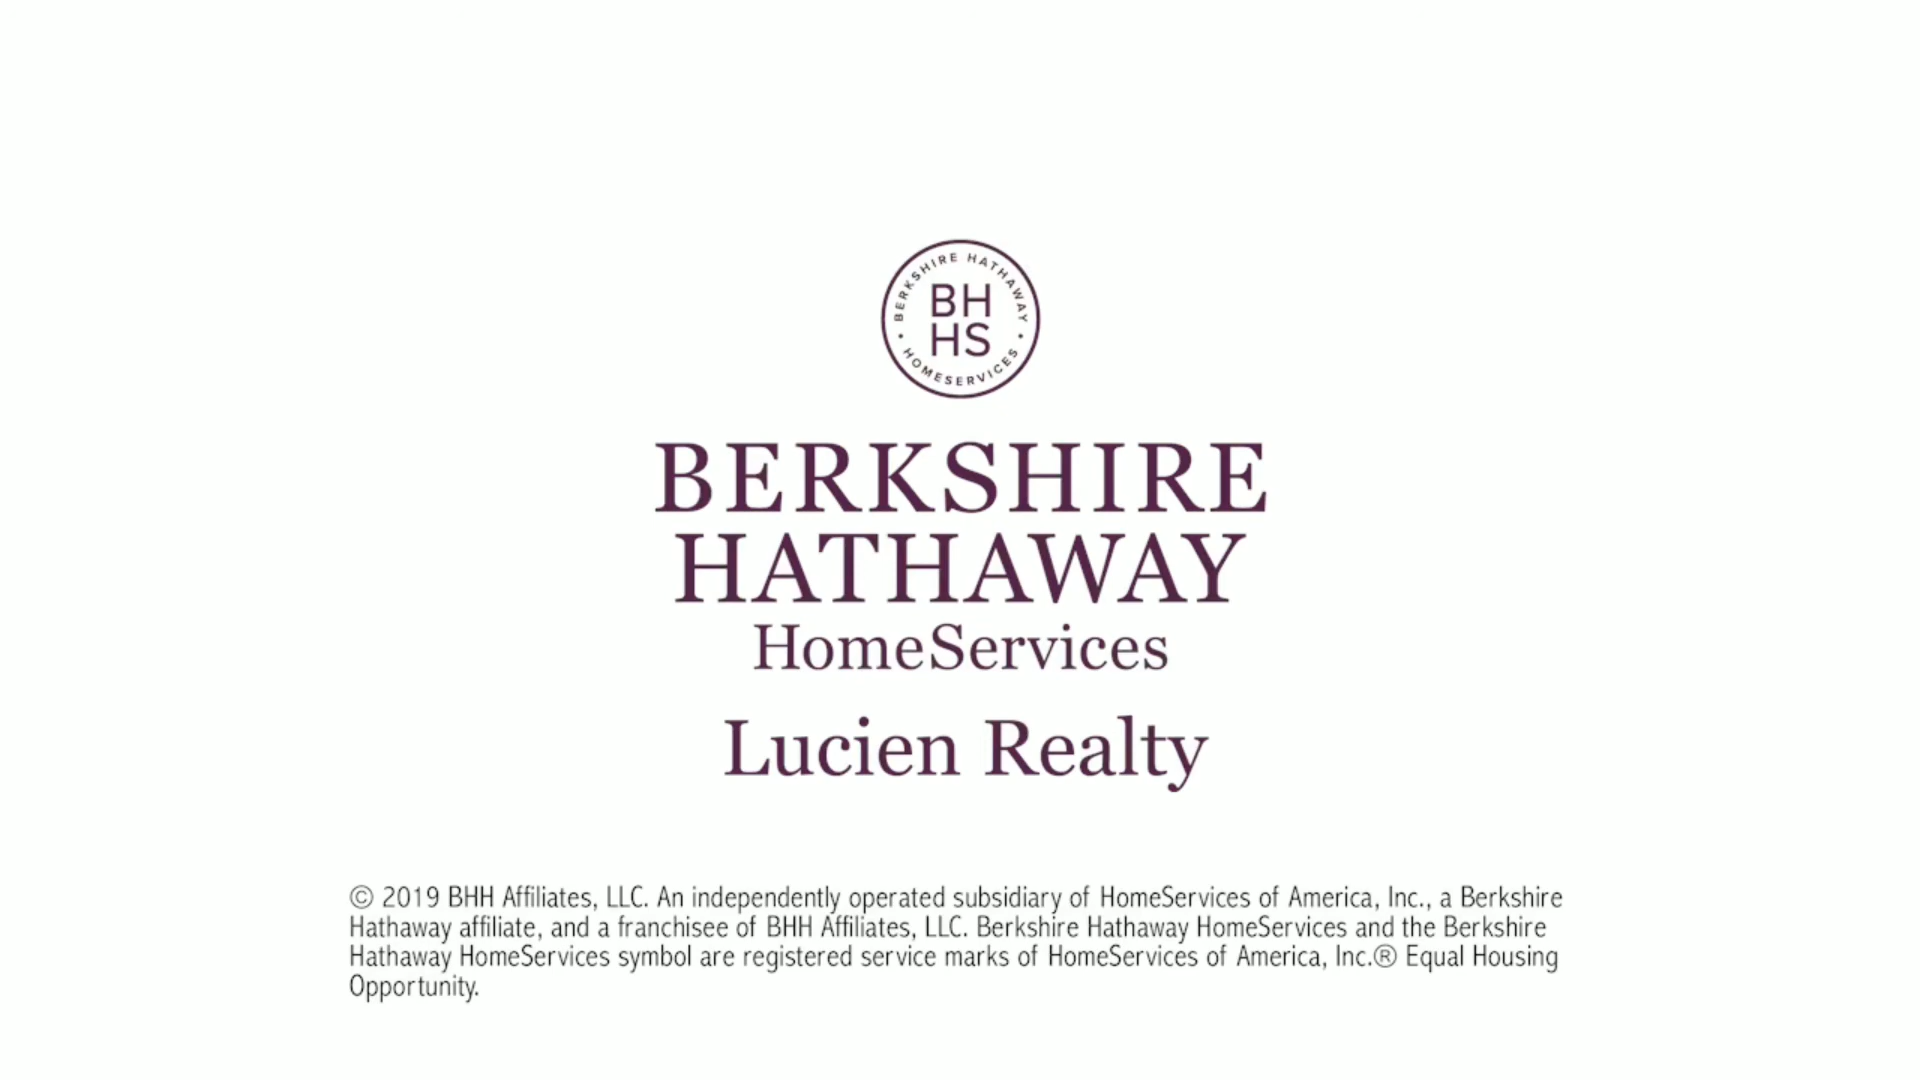 BERKSHIRE HATHAWAY
BH
HS
HOMESERVICES
BERKSHIRE
HATHAWAY
HomeServices
Lucien Realty
© 2019 BHH Affiliates, LLC. An independently operated subsidiary of HomeServices of America, Inc., a Berkshire
Hathaway affiliate, and a franchisee of BHH Affiliates, LLC. Berkshire Hathaway HomeServices and the Berkshire
Hathaway HomeServices symbol are registered service marks of HomeServices of America, Inc.® Equal Housing
Opportunity.